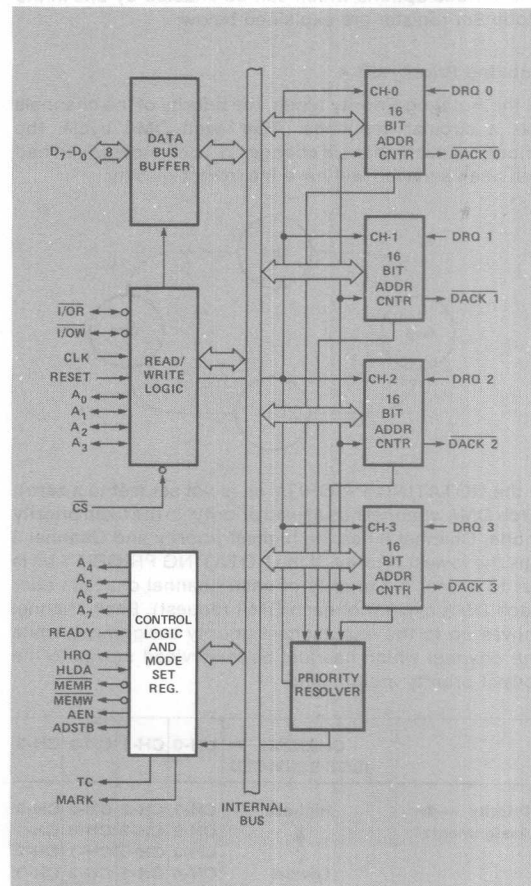 D7-D0
8
DATA
BUS
BUFFER
I/OR
I/OW
CLK
RESET
A0
A1
A2
A3
CS
READ/
WRITE
LOGIC
A4
A5
A6
A7
READY
HRQ
HLDA
MEMR
MEMW
AEN
ADSTB
TC
MARK
CONTROL
LOGIC
AND
MODE
SET
REG.
INTERNAL
BUS
CH-0
16
BIT
ADDR
CNTR
DRQ 0
DACK 0
CH-1
16
BIT
ADDR
CNTR
DRQ 1
DACK 1
CH-2
16
BIT
ADDR
CNTR
DRQ 2
DACK 2
CH-3
16
BIT
ADDR
CNTR
DRQ 3
DACK 3
PRIORITY
RESOLVER